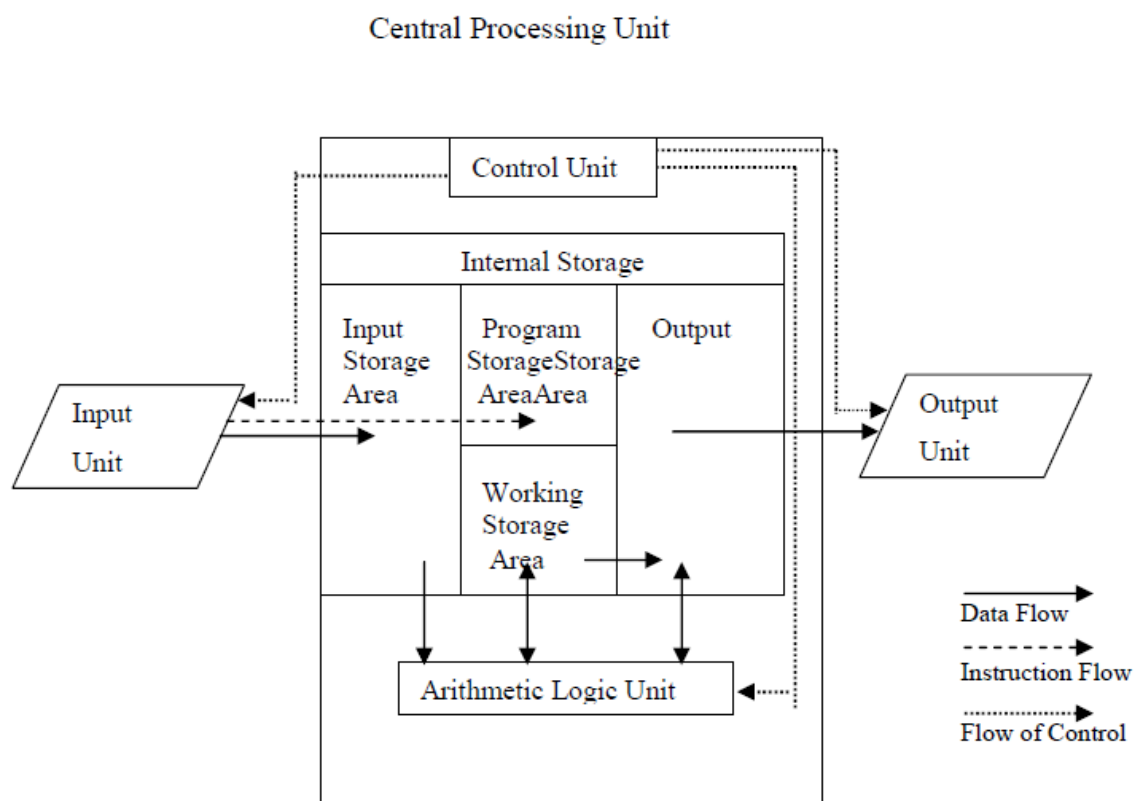 Central Processing Unit
Control Unit
Internal Storage
Input
Storage
Area
Program
StorageStorage
AreaArea
Output
Working
Storage
Area
Input
Unit
Output
Unit
Arithmetic Logic Unit
Data Flow
Instruction Flow
Flow of Control